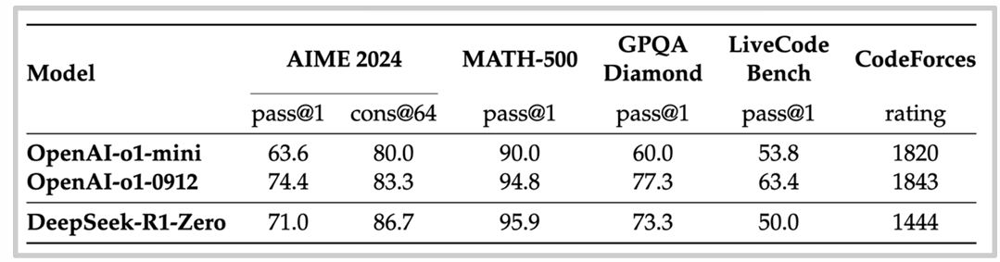 Model AIME 2024 MATH-500 GPQA Diamond LiveCode Bench CodeForces
pass@1 cons@64 pass@1 pass@1 pass@1 rating
OpenAI-o1-mini 63.6 80.0 90.0 60.0 53.8 1820
OpenAI-o1-0912 74.4 83.3 94.8 77.3 63.4 1843
DeepSeek-R1-Zero 71.0 86.7 95.9 73.3 50.0 1444